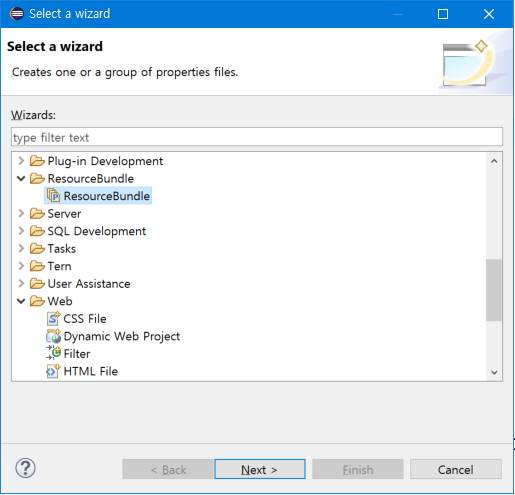 Select a wizard
Select a wizard
Creates one or a group of properties files.
Wizards:
type filter text
Plug-in Development
ResourceBundle
ResourceBundle
Server
SQL Development
Tasks
Tern
User Assistance
Web
CSS File
Dynamic Web Project
Filter
HTML File
< Back
Next >
Finish
Cancel